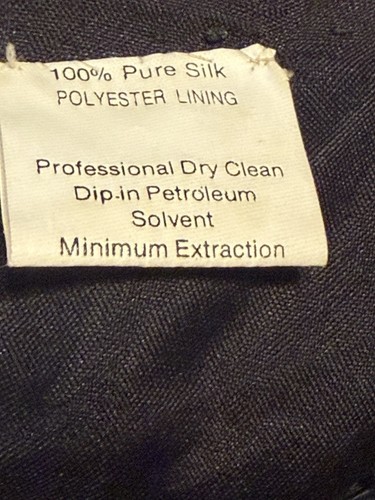 100% Pure Silk
POLYESTER LINING
Professional Dry Clean
Dip-in Petroleum
Solvent
Minimum Extraction